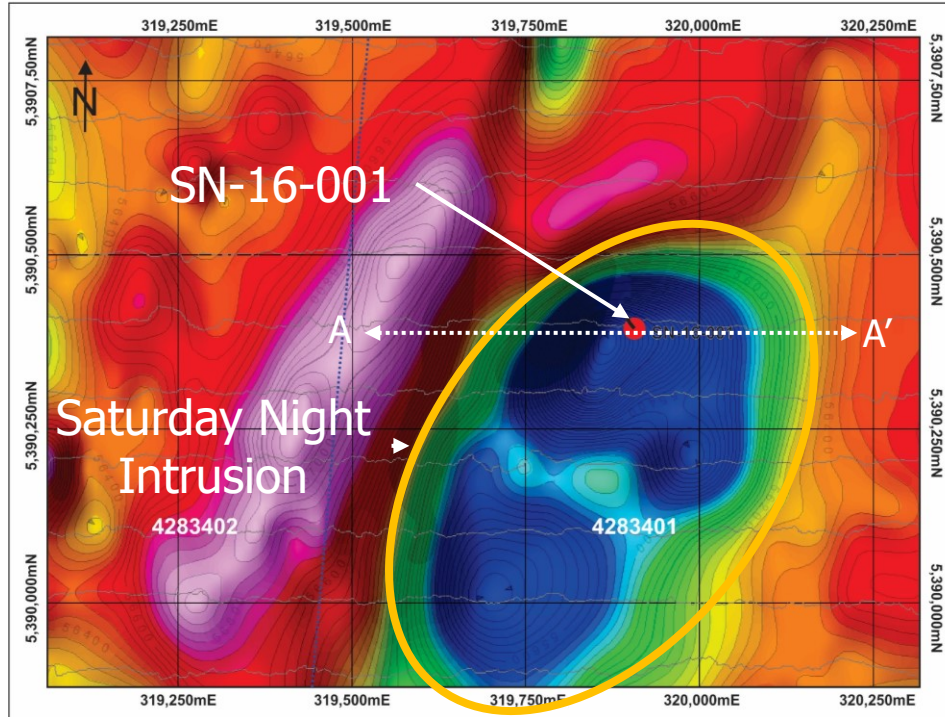 319,250mE 319,500mE 319,750mE 320,000mE 320,250mE
5,3907,50mN 5,3907,50mN
N
SN-16-001
5,390,500mN 5,390,500mN
A A’
Saturday Night
Intrusion
5,390,250mN 5,390,250mN
4283402 4283401
5,390,000mN 5,390,000mN
319,250mE 319,500mE 319,750mE 320,000mE 320,250mE